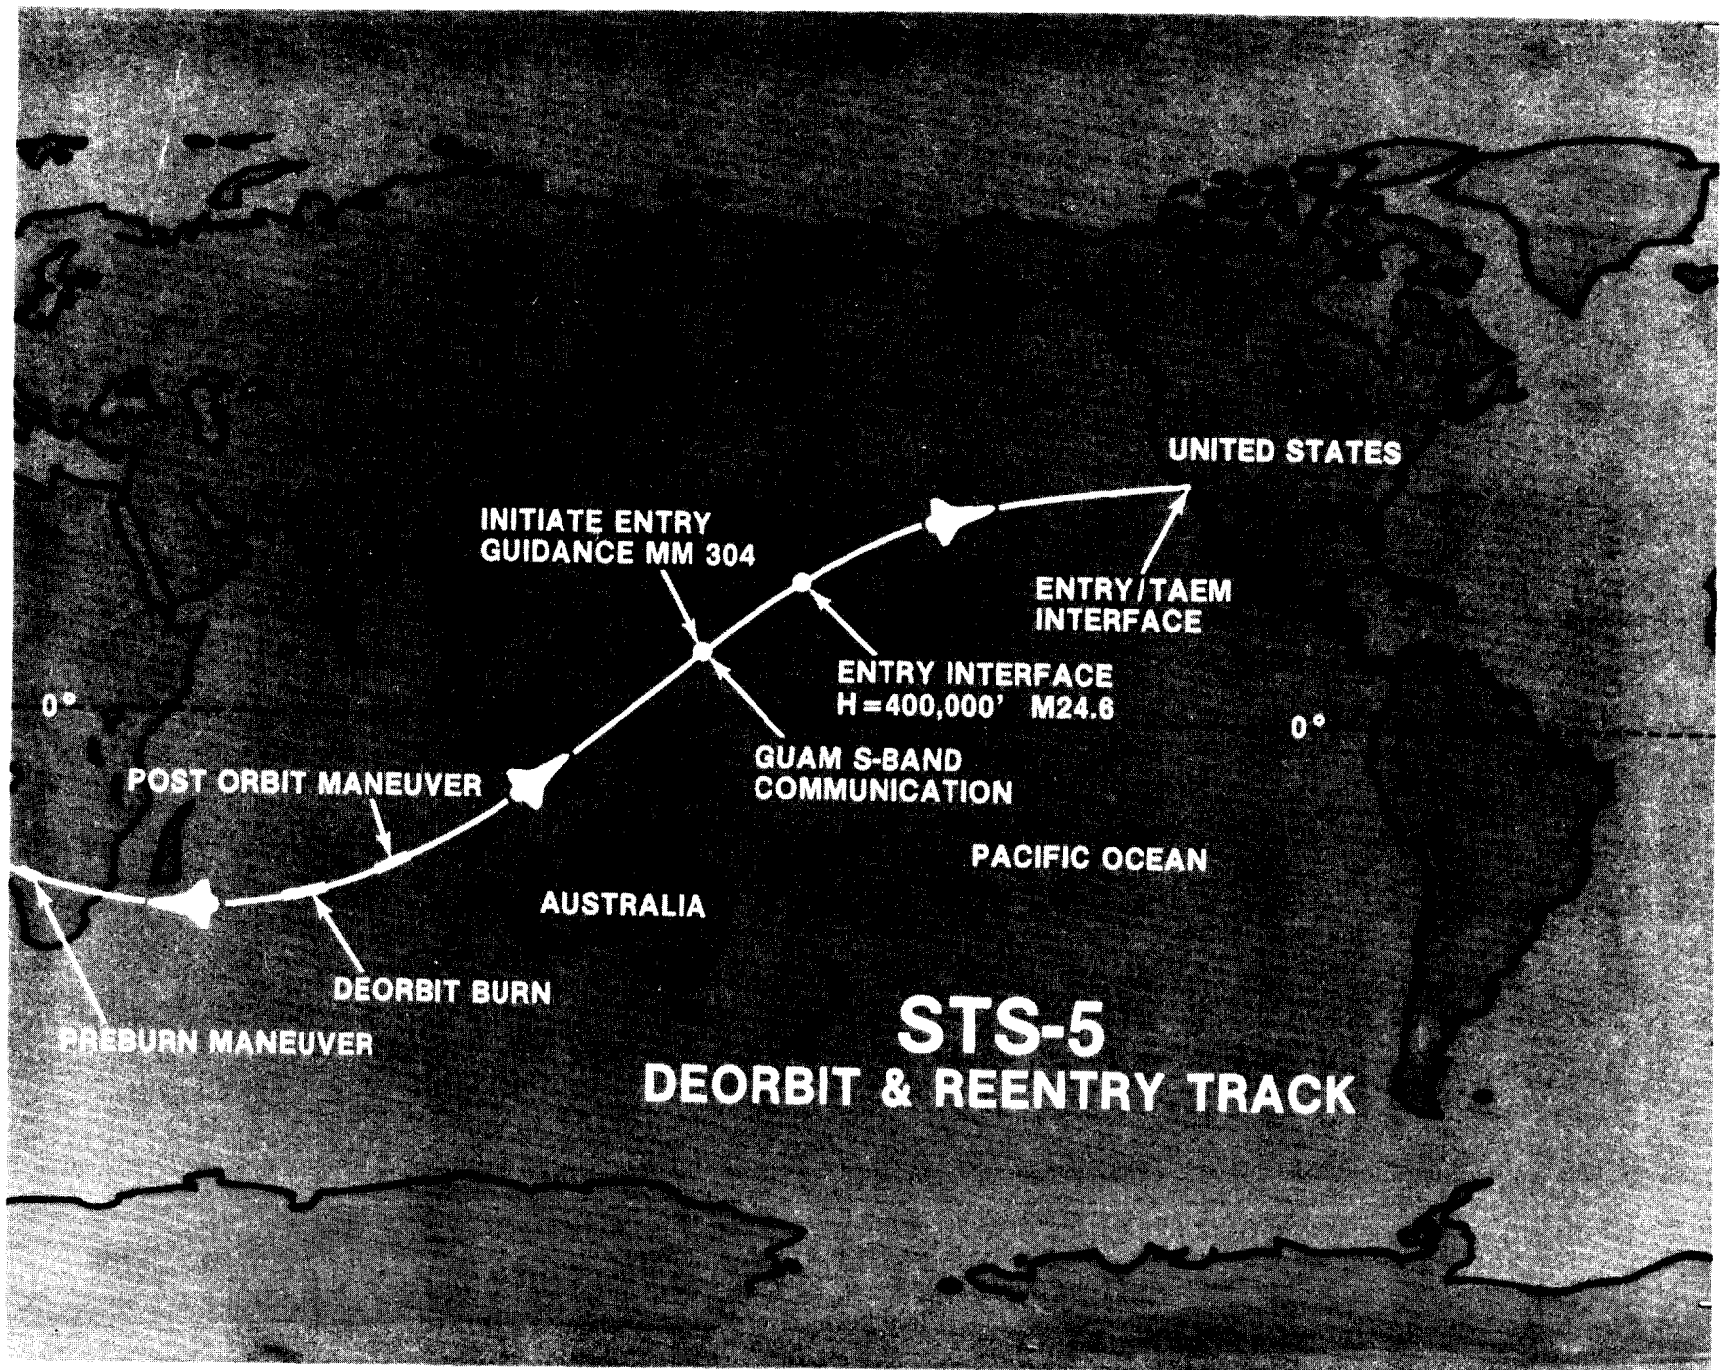 UNITED STATES
INITIATE ENTRY
GUIDANCE MM 304
ENTRY/TAEM
INTERFACE
ENTRY INTERFACE
H=400,000' M24.6
0°
0°
GUAM S-BAND
COMMUNICATION
POST ORBIT MANEUVER
PACIFIC OCEAN
AUSTRALIA
DEORBIT BURN
PREBURN MANEUVER
STS-5
DEORBIT & REENTRY TRACK